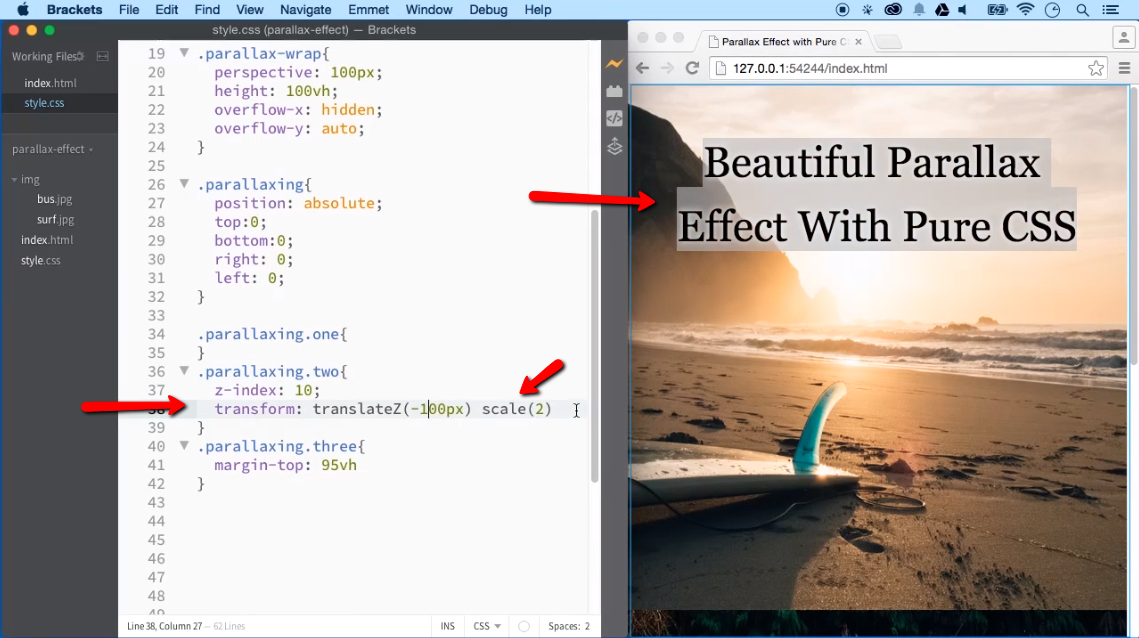 Brackets File Edit Find View Navigate Emmet Window Debug Help
style.css (parallax-effect) — Brackets
Working Files
index.html
style.css
parallax-effect
img
bus.jpg
surf.jpg
index.html
style.css
19 .parallax-wrap{
20 perspective: 100px;
21 height: 100vh;
22 overflow-x: hidden;
23 overflow-y: auto;
24 }
25
26 .parallaxing{
27 position: absolute;
28 top:0;
29 bottom:0;
30 right: 0;
31 left: 0;
32 }
33
34 .parallaxing.one{
35 }
36 .parallaxing.two{
37 z-index: 10;
38 transform: translateZ(-100px) scale(2)
39 }
40 .parallaxing.three{
41 margin-top: 95vh
42 }
43
44
45
46
47
48
49
Line 38, Column 27 — 62 Lines
INS CSS Spaces: 2
Parallax Effect with Pure C
127.0.0.1:54244/index.html
Beautiful Parallax
Effect With Pure CSS